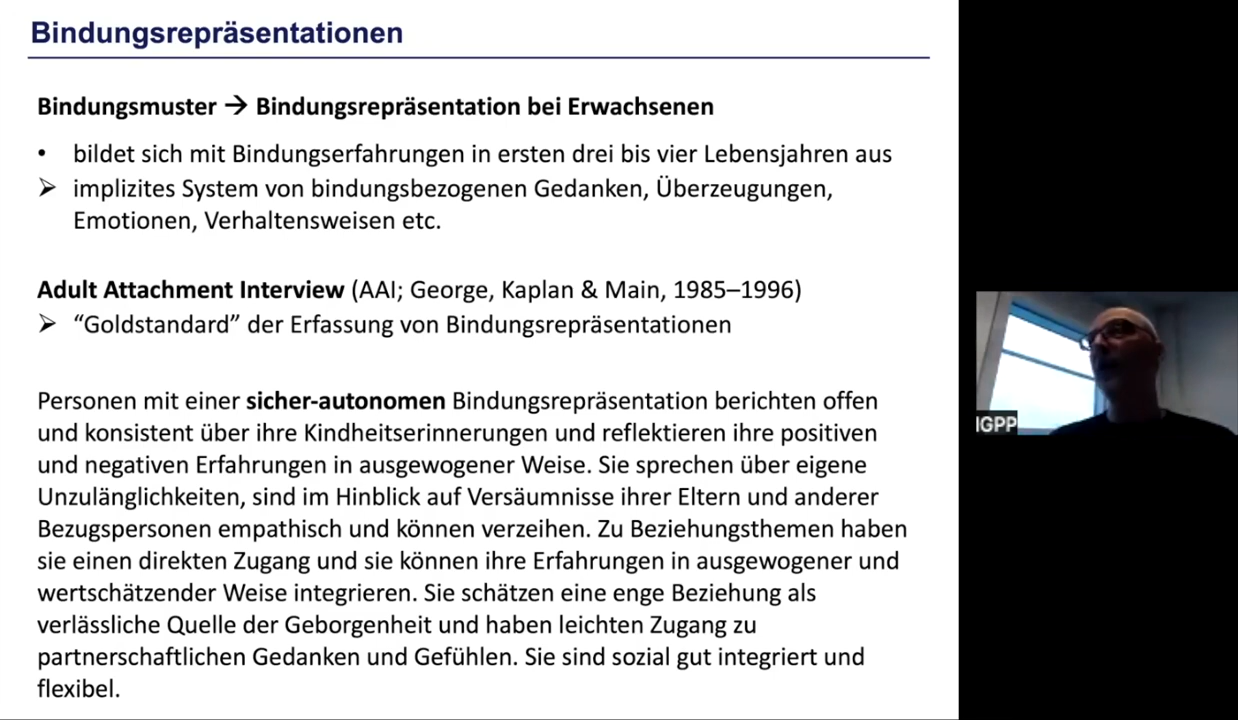 Bindungsrepräsentationen
Bindungsmuster → Bindungsrepräsentation bei Erwachsenen
• bildet sich mit Bindungserfahrungen in ersten drei bis vier Lebensjahren aus
➢ implizites System von bindungsbezogenen Gedanken, Überzeugungen,
Emotionen, Verhaltensweisen etc.
Adult Attachment Interview (AAI; George, Kaplan & Main, 1985–1996)
➢ “Goldstandard” der Erfassung von Bindungsrepräsentationen
Personen mit einer sicher-autonomen Bindungsrepräsentation berichten offen
und konsistent über ihre Kindheitserinnerungen und reflektieren ihre positiven
und negativen Erfahrungen in ausgewogener Weise. Sie sprechen über eigene
Unzulänglichkeiten, sind im Hinblick auf Versäumnisse ihrer Eltern und anderer
Bezugspersonen empathisch und können verzeihen. Zu Beziehungsthemen haben
sie einen direkten Zugang und sie können ihre Erfahrungen in ausgewogener und
wertschätzender Weise integrieren. Sie schätzen eine enge Beziehung als
verlässliche Quelle der Geborgenheit und haben leichten Zugang zu
partnerschaftlichen Gedanken und Gefühlen. Sie sind sozial gut integriert und
flexibel.
IGPP